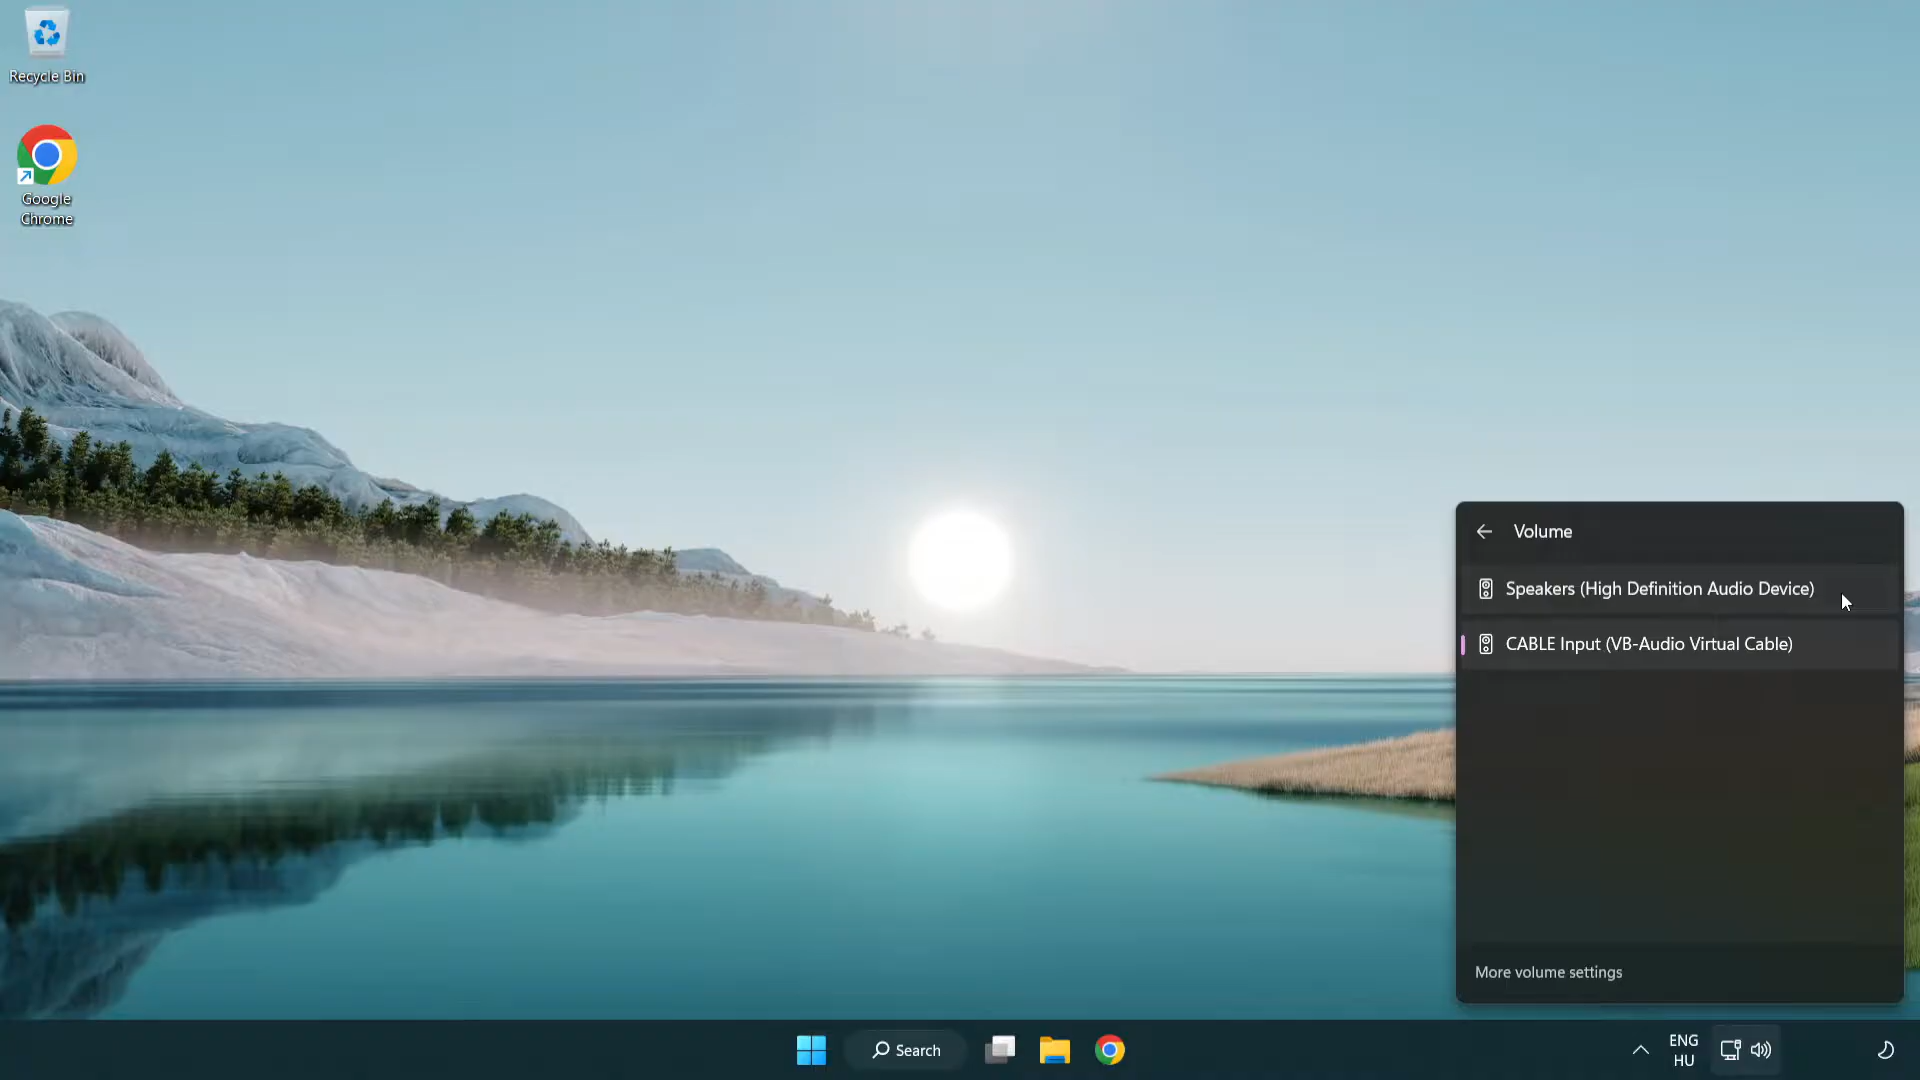 Recycle Bin
Google
Chrome
Volume
Speakers (High Definition Audio Device)
CABLE Input (VB-Audio Virtual Cable)
More volume settings
Search
ENG
HU